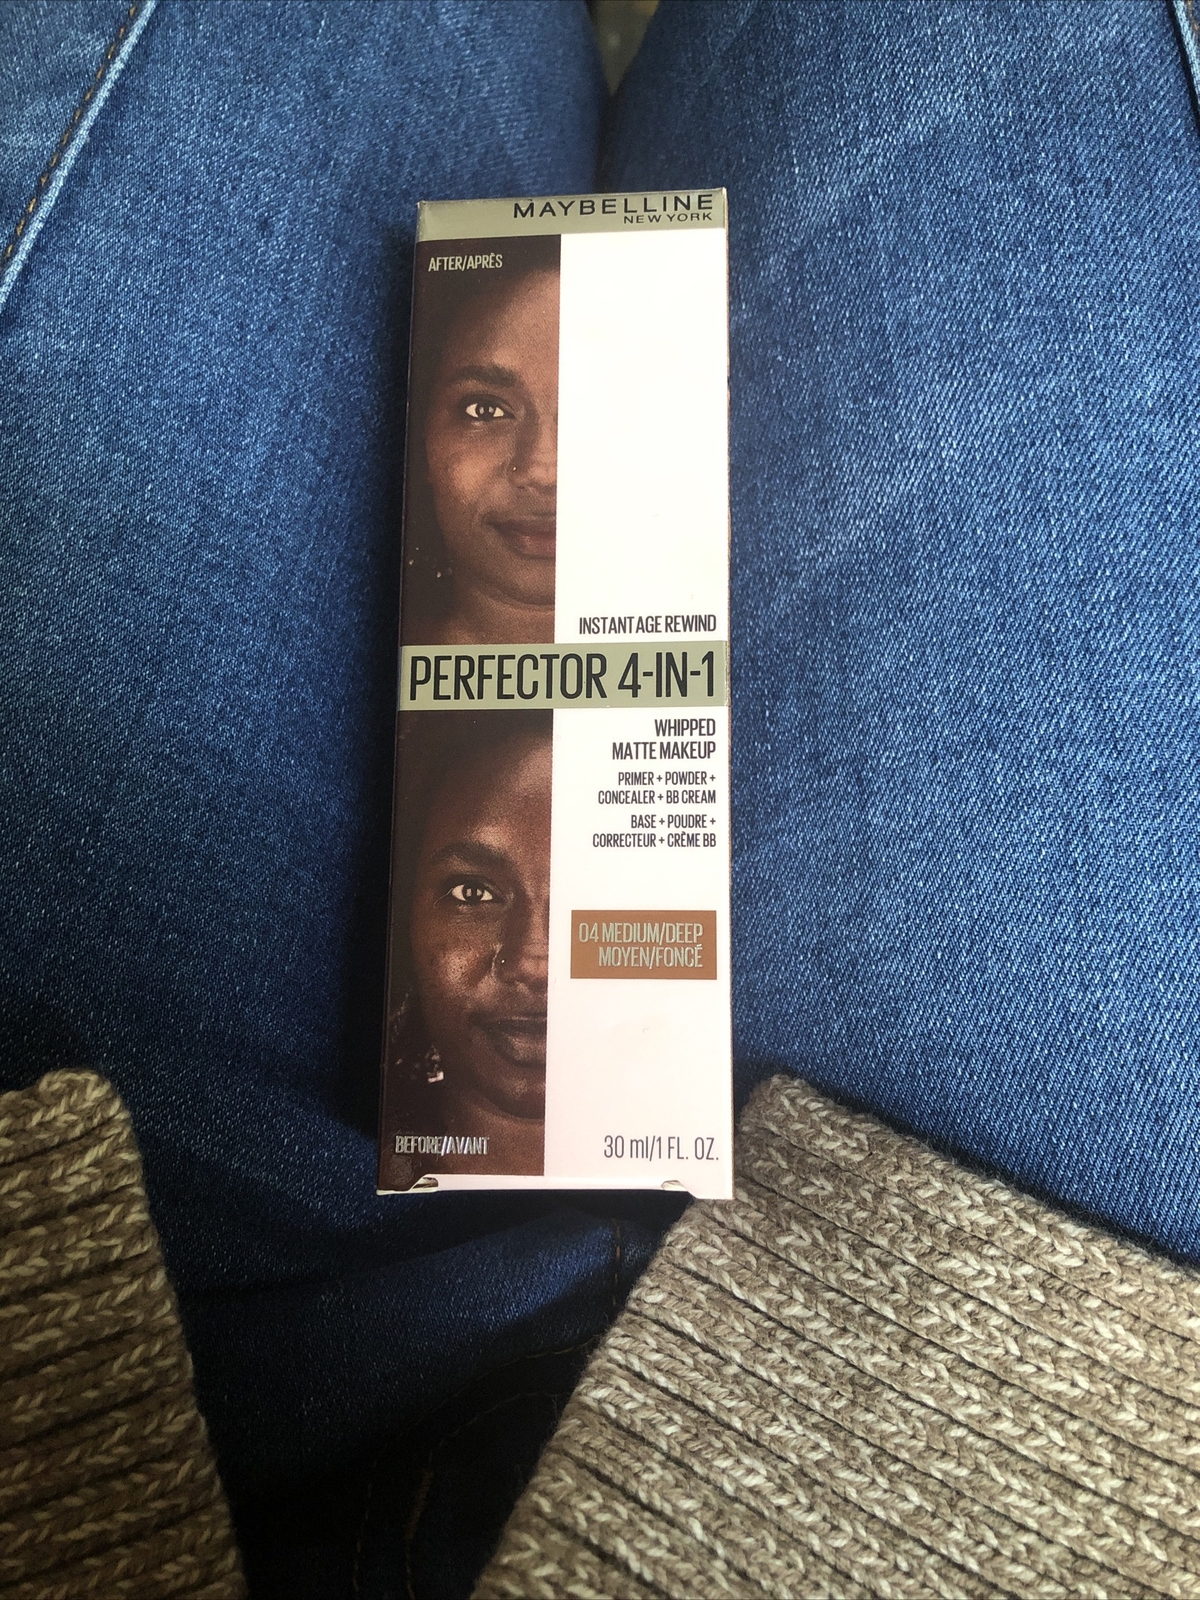 MAYBELLINE
NEW YORK
AFTER/APRÈS
INSTANT AGE REWIND
PERFECTOR 4-IN-1
WHIPPED
MATTE MAKEUP
PRIMER + POWDER +
CONCEALER + BB CREAM
BASE + POUDRE +
CORRECTEUR + CRÈME BB
04 MEDIUM/DEEP
MOYEN/FONCÉ
BEFORE/AVANT
30 ml/1 FL. OZ.